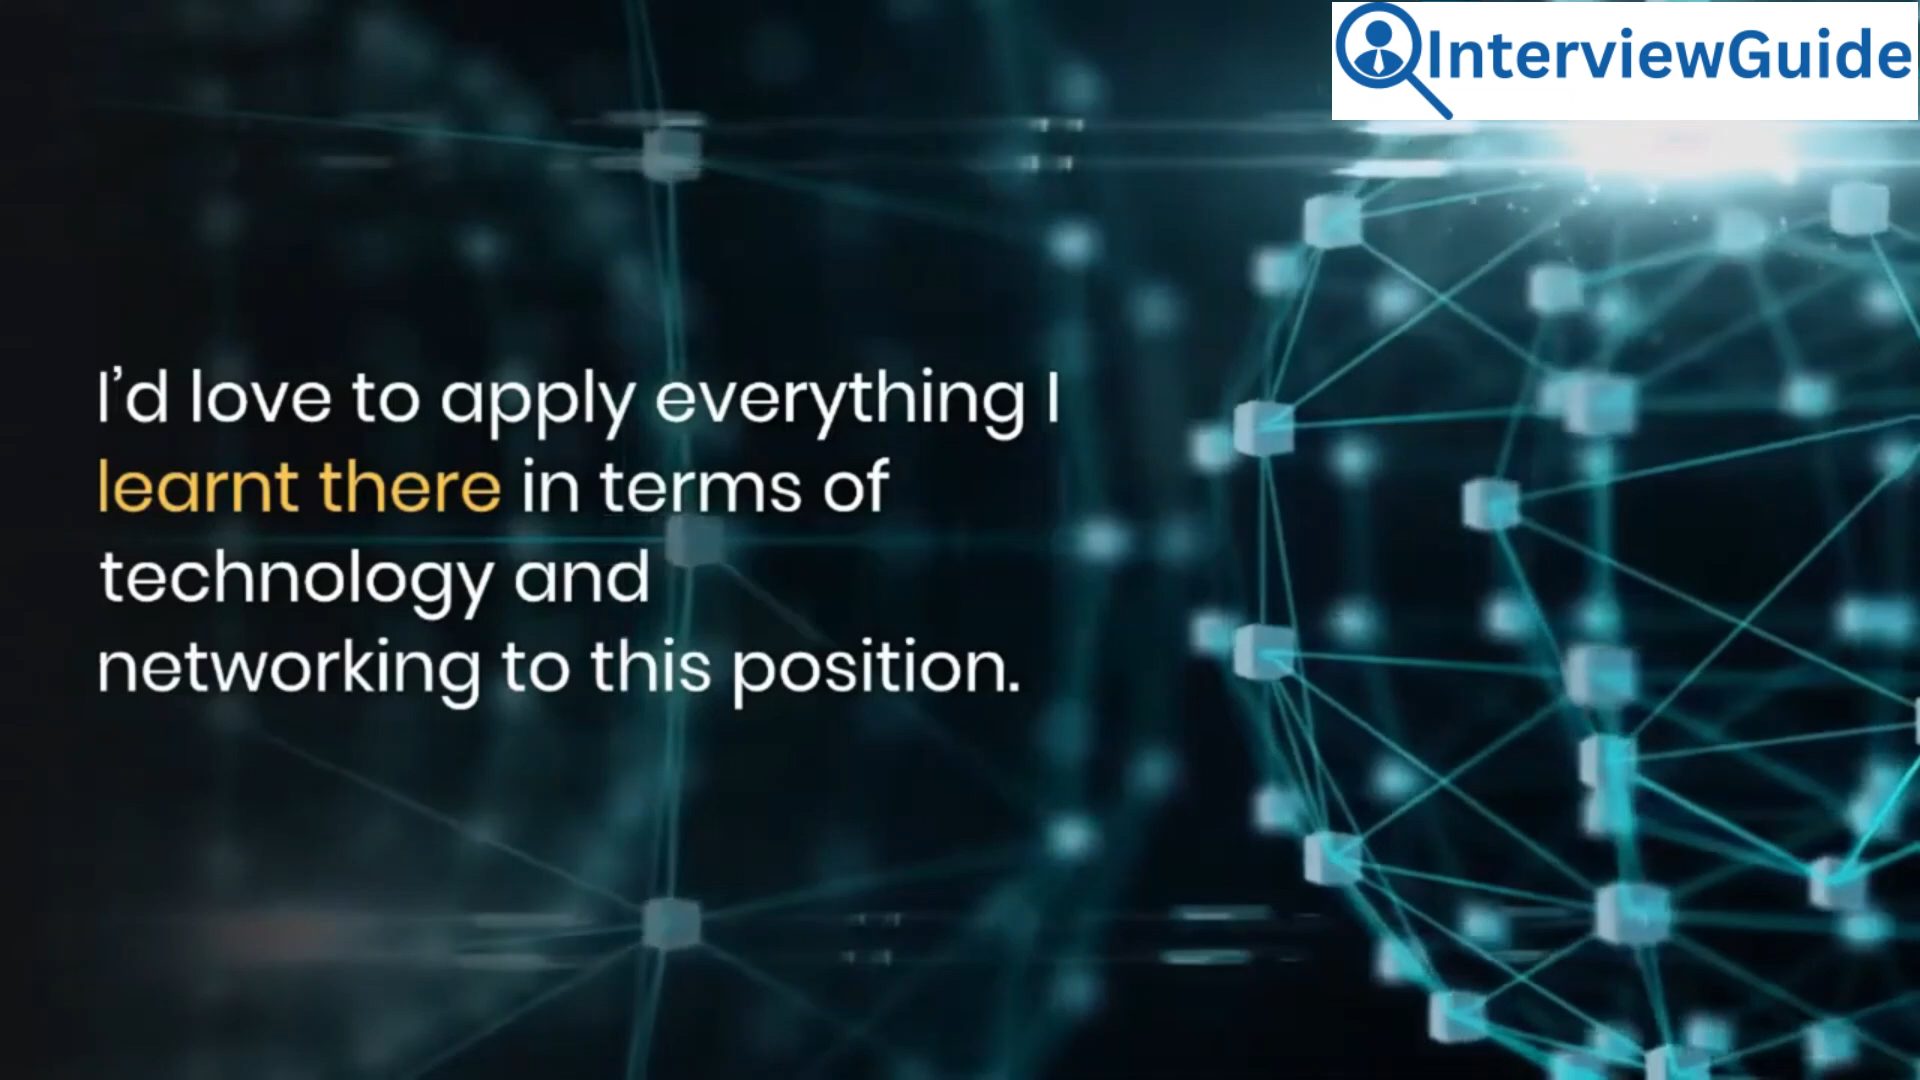 InterviewGuide
I’d love to apply everything I
learnt there in terms of
technology and
networking to this position.